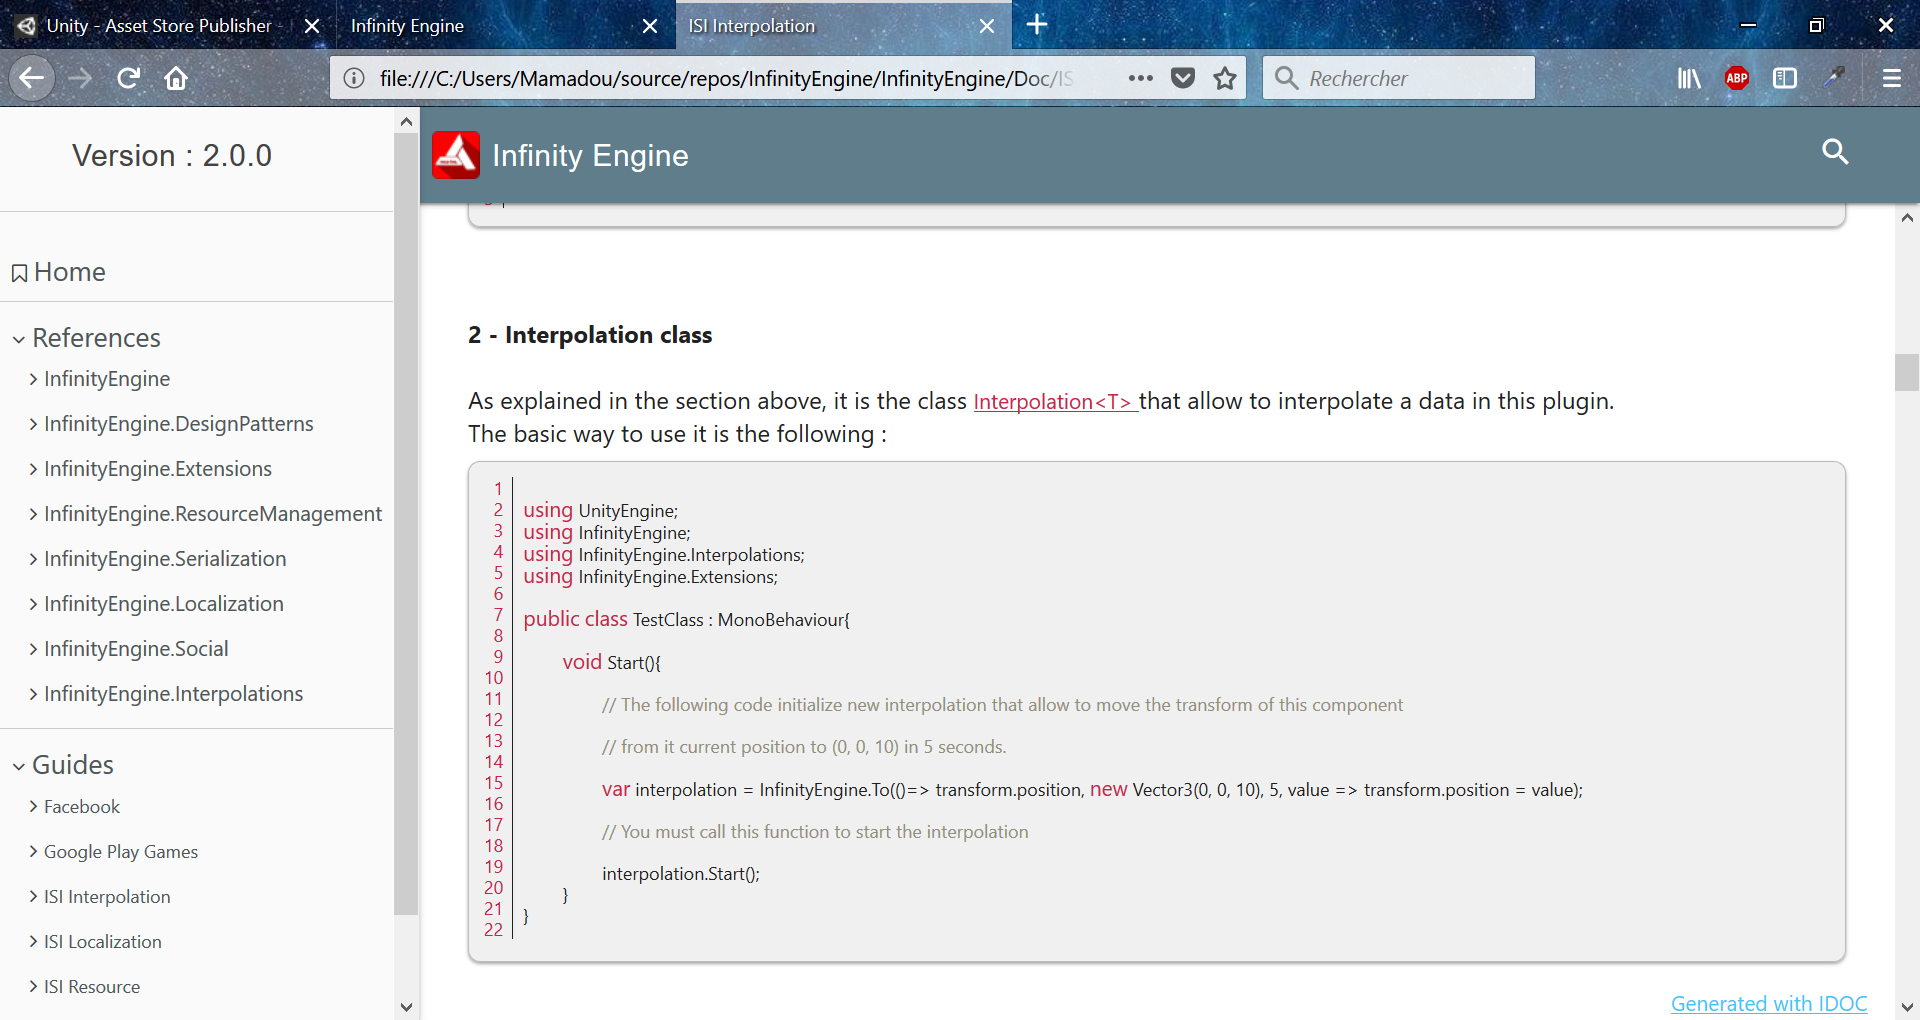 Unity - Asset Store Publisher
Infinity Engine
ISI Interpolation
file:///C:/Users/Mamadou/source/repos/InfinityEngine/InfinityEngine/Doc/IS
Rechercher
ABP
Version : 2.0.0
Home
References
InfinityEngine
InfinityEngine.DesignPatterns
InfinityEngine.Extensions
InfinityEngine.ResourceManagement
InfinityEngine.Serialization
InfinityEngine.Localization
InfinityEngine.Social
InfinityEngine.Interpolations
Guides
Facebook
Google Play Games
ISI Interpolation
ISI Localization
ISI Resource
Infinity Engine
2 - Interpolation class
As explained in the section above, it is the class Interpolation<T> that allow to interpolate a data in this plugin.
The basic way to use it is the following :
1
2 using UnityEngine;
3 using InfinityEngine;
4 using InfinityEngine.Interpolations;
5 using InfinityEngine.Extensions;
6
7 public class TestClass : MonoBehaviour{
8
9 void Start(){
10
11 // The following code initialize new interpolation that allow to move the transform of this component
12
13 // from it current position to (0, 0, 10) in 5 seconds.
14
15 var interpolation = InfinityEngine.To(()=> transform.position, new Vector3(0, 0, 10), 5, value => transform.position = value);
16
17 // You must call this function to start the interpolation
18
19 interpolation.Start();
20 }
21 }
22
Generated with IDOC